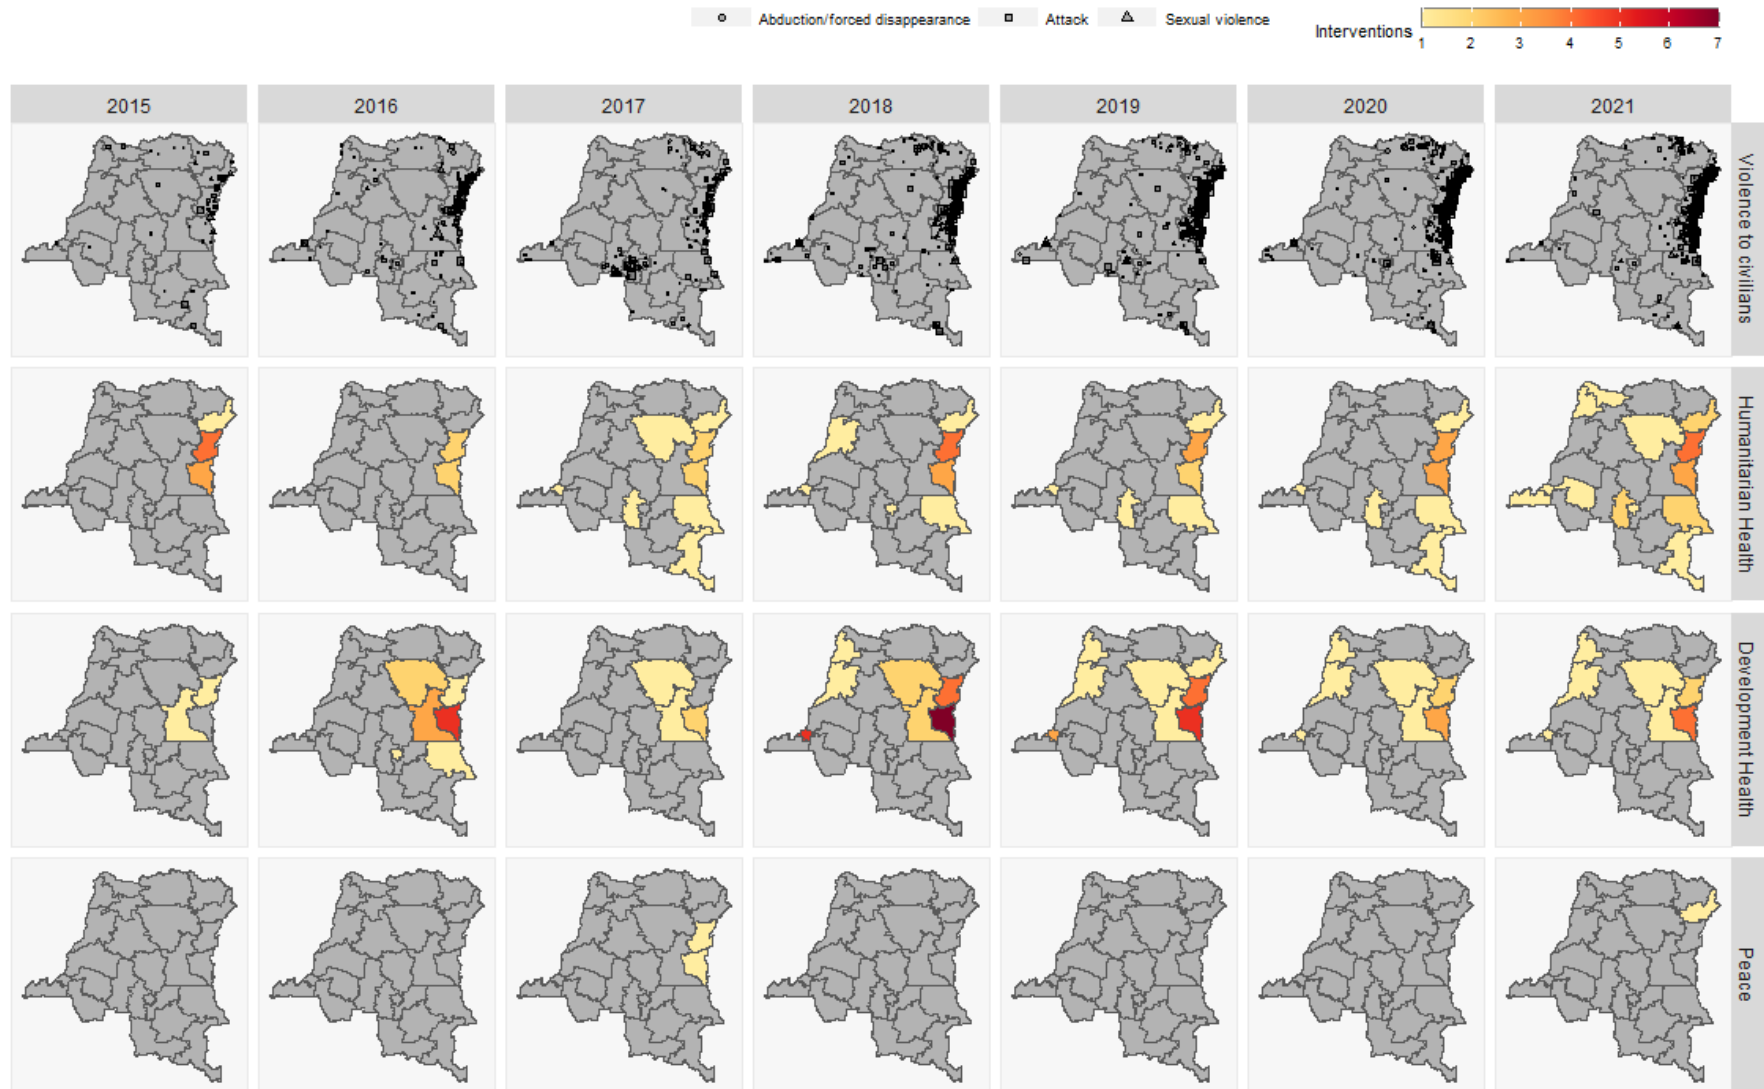 Abduction/forced disappearance Attack Sexual violence
Interventions 1 2 3 4 5 6 7
2015 2016 2017 2018 2019 2020 2021
Violence to civilians
Humanitarian Health
Development Health
Peace